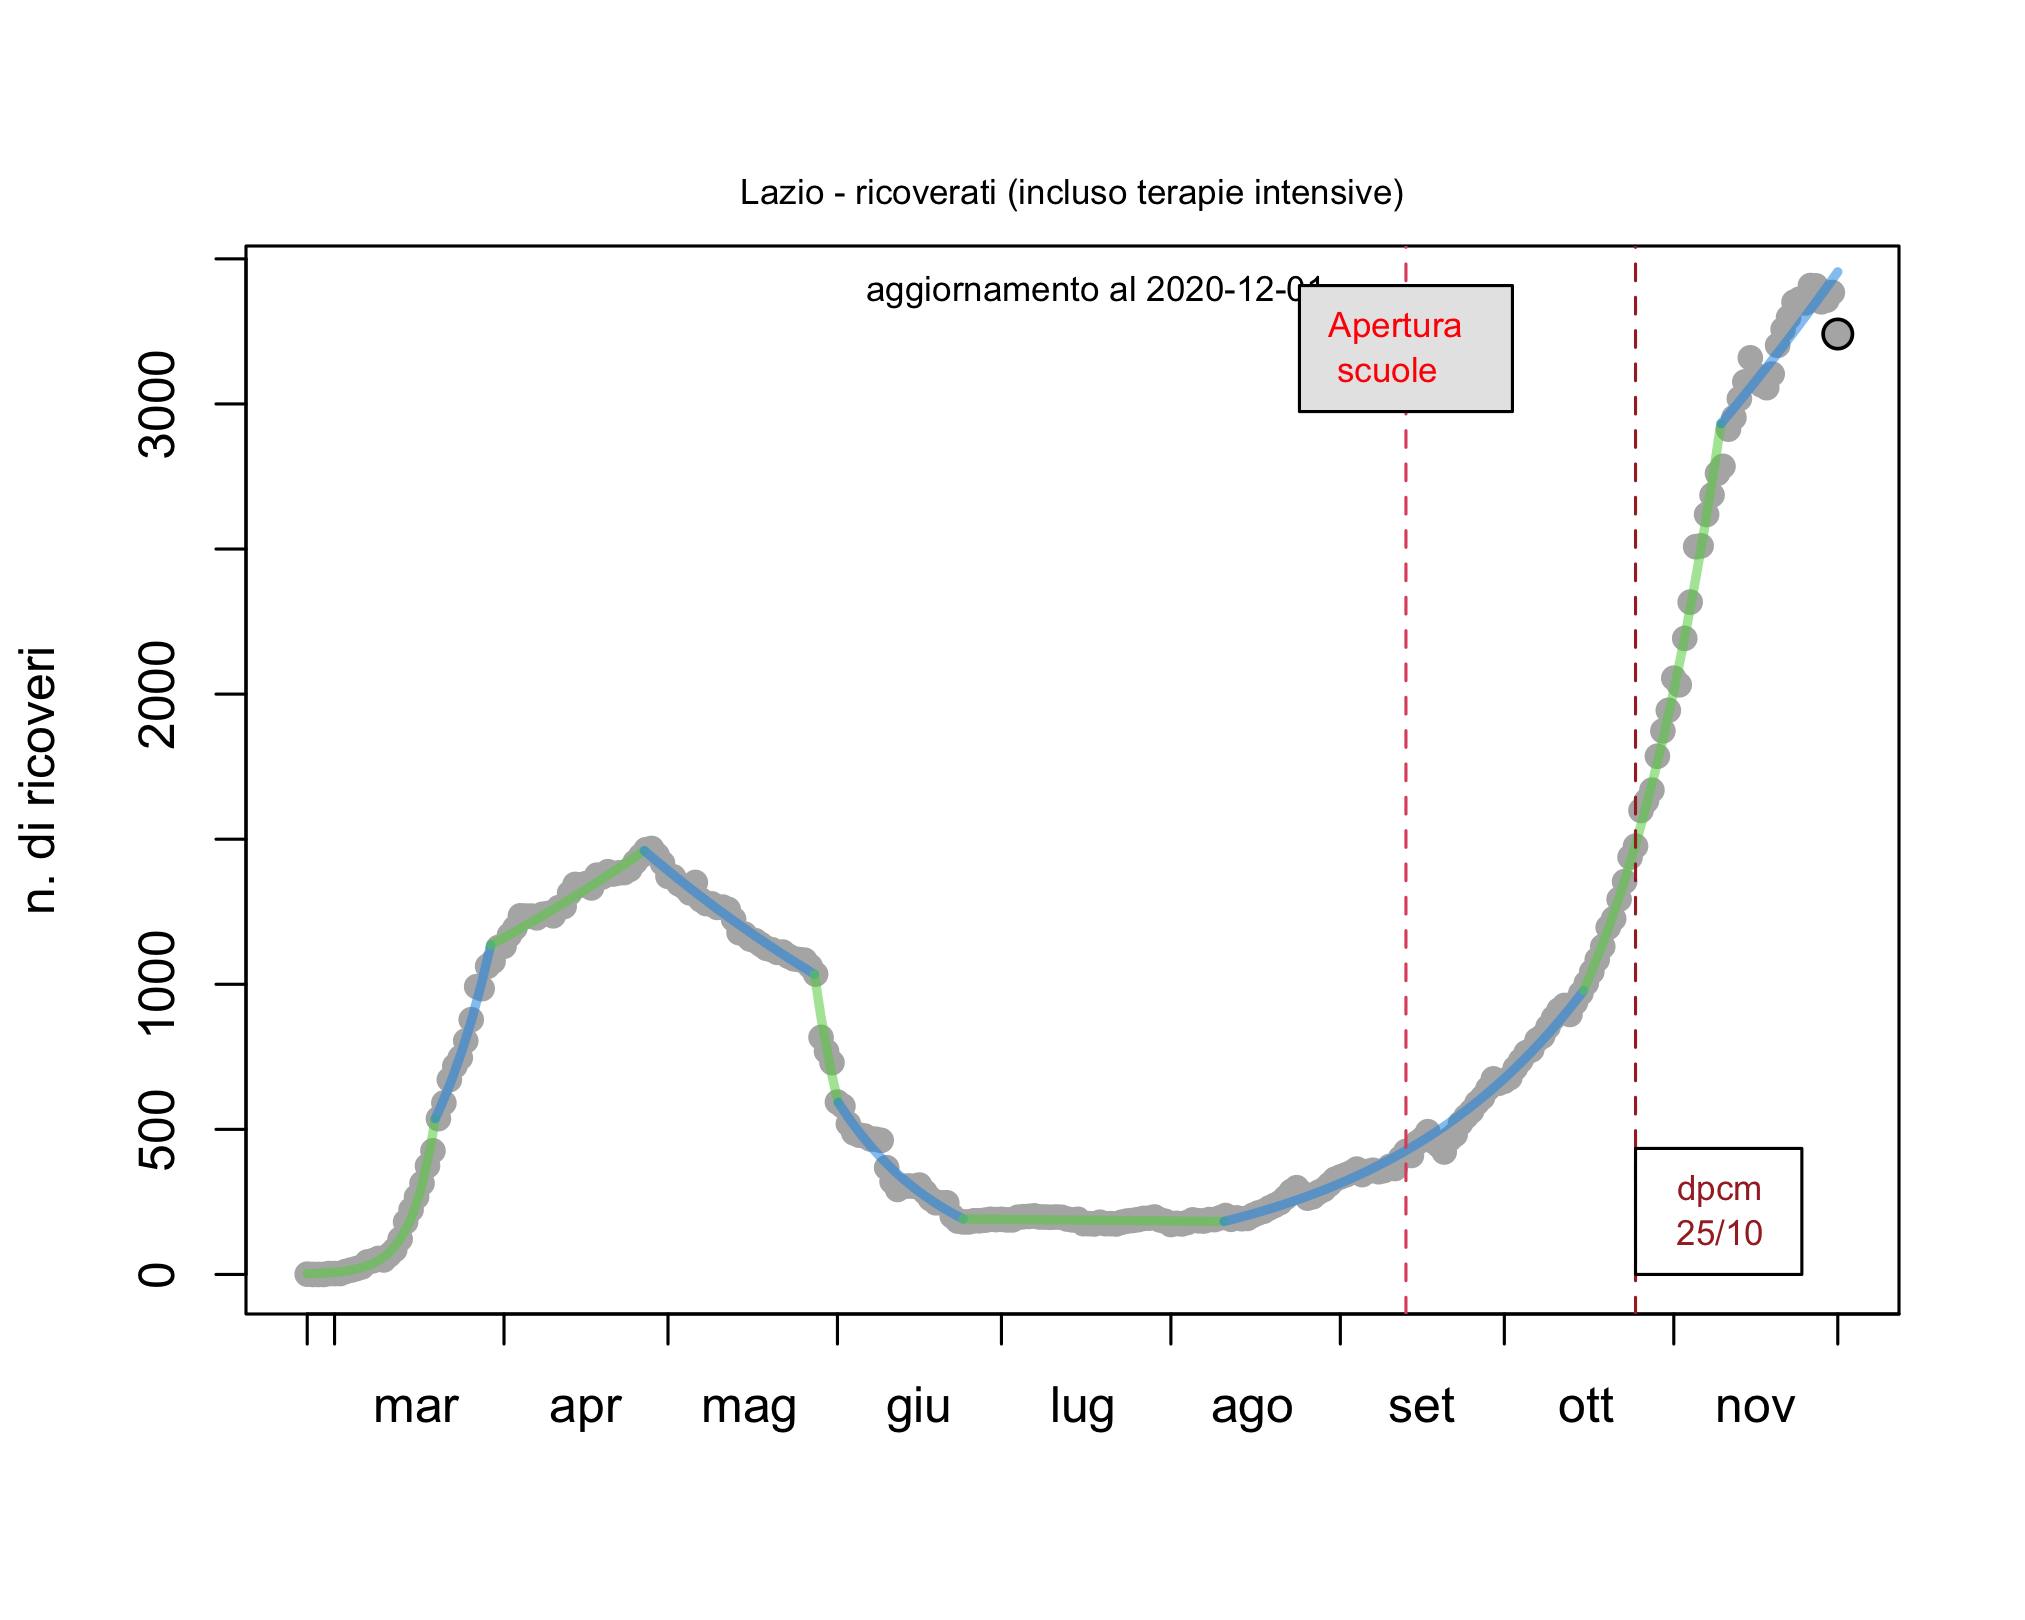 Lazio - ricoverati (incluso terapie intensive)
aggiornamento al 2020-12-01
Apertura
scuole
n. di ricoveri
3000
2000
1000
500
0
dpcm
25/10
mar apr mag giu lug ago set ott nov